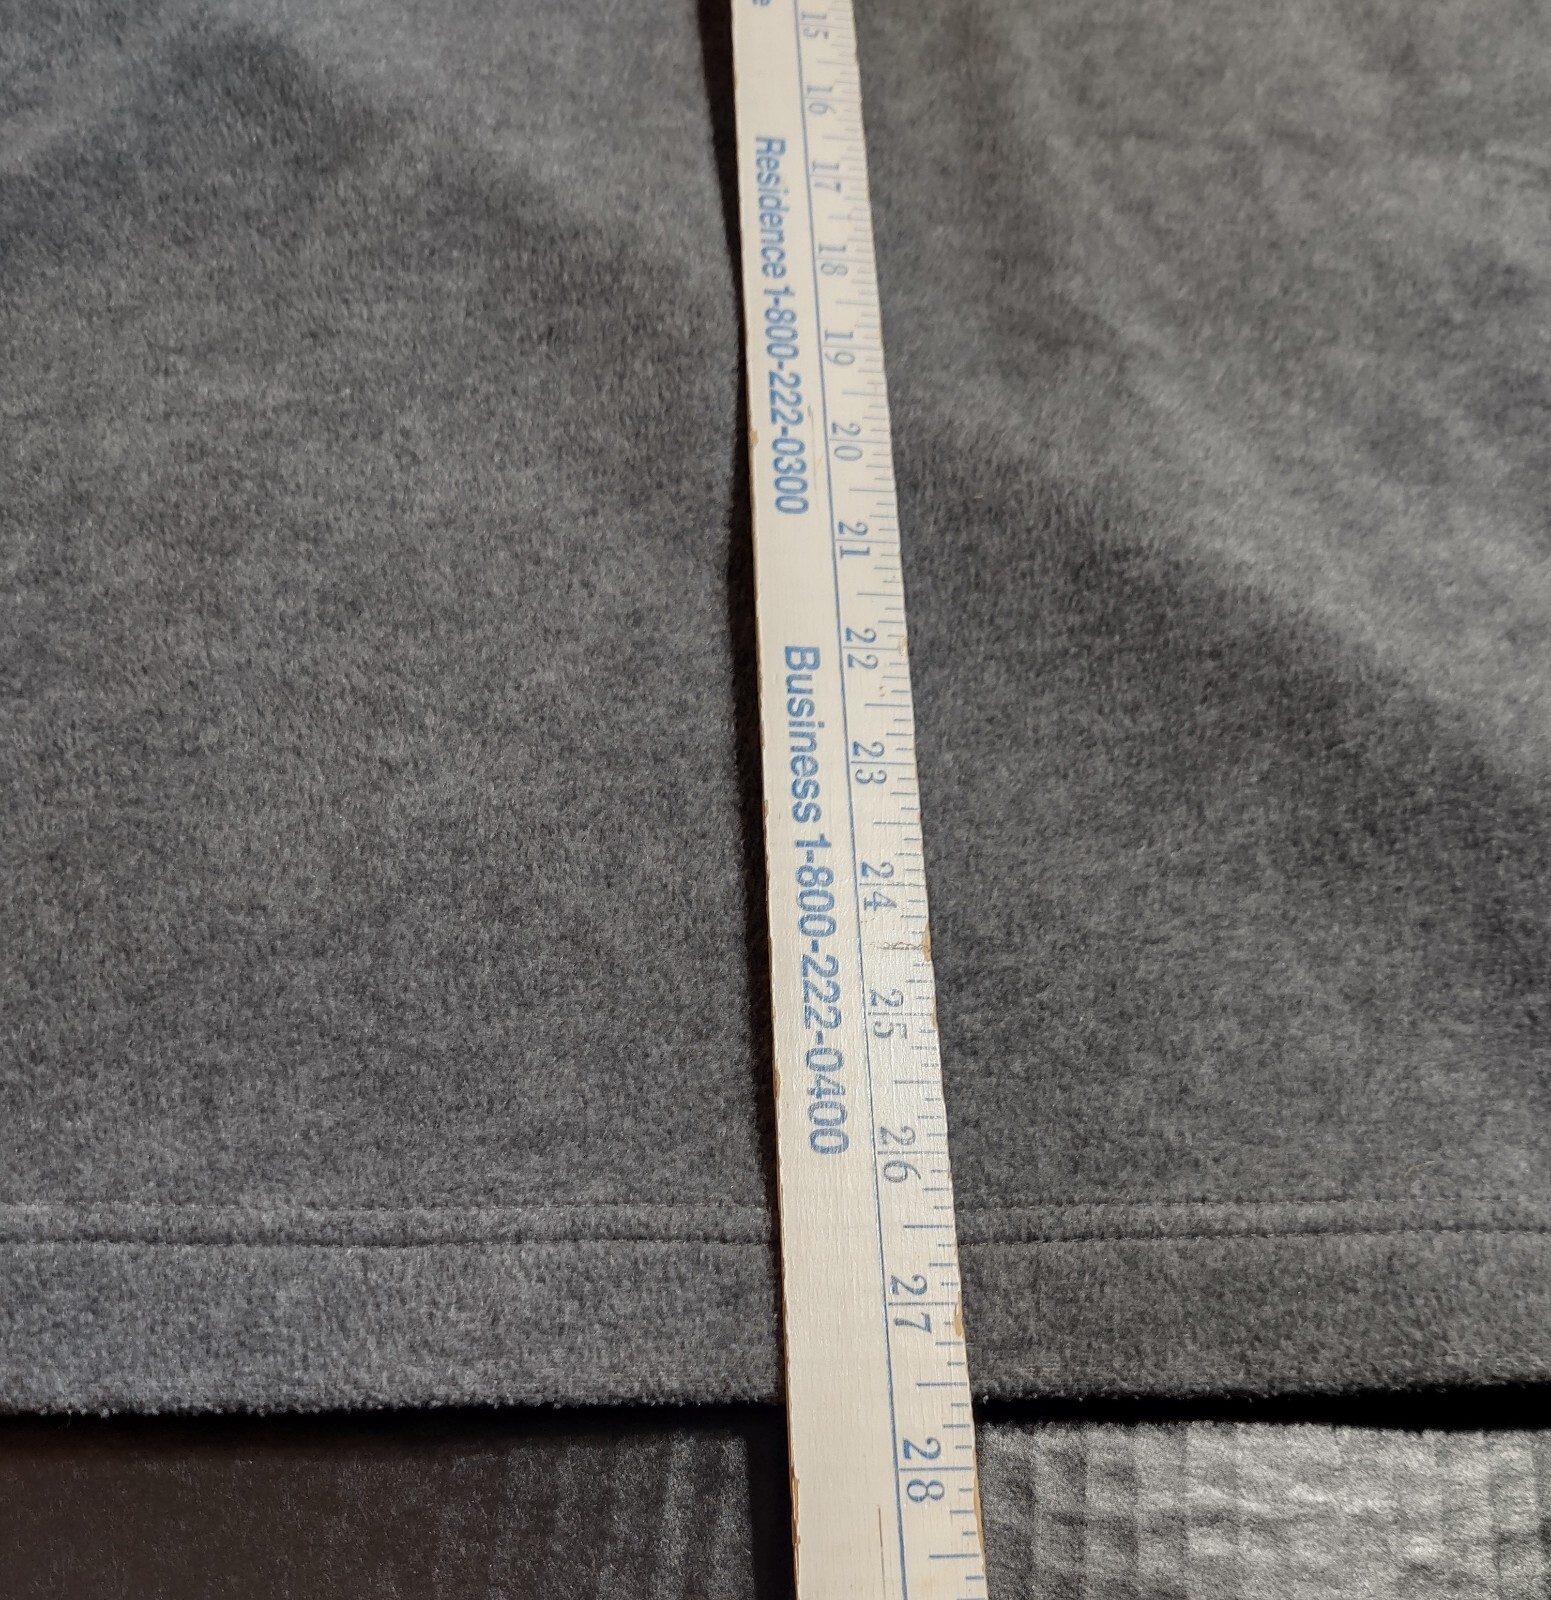 e
Residence 1-800-222-0300
Business 1-800-222-0400
15 16 17 18 19 20 21 22 23 24 25 26 27 28